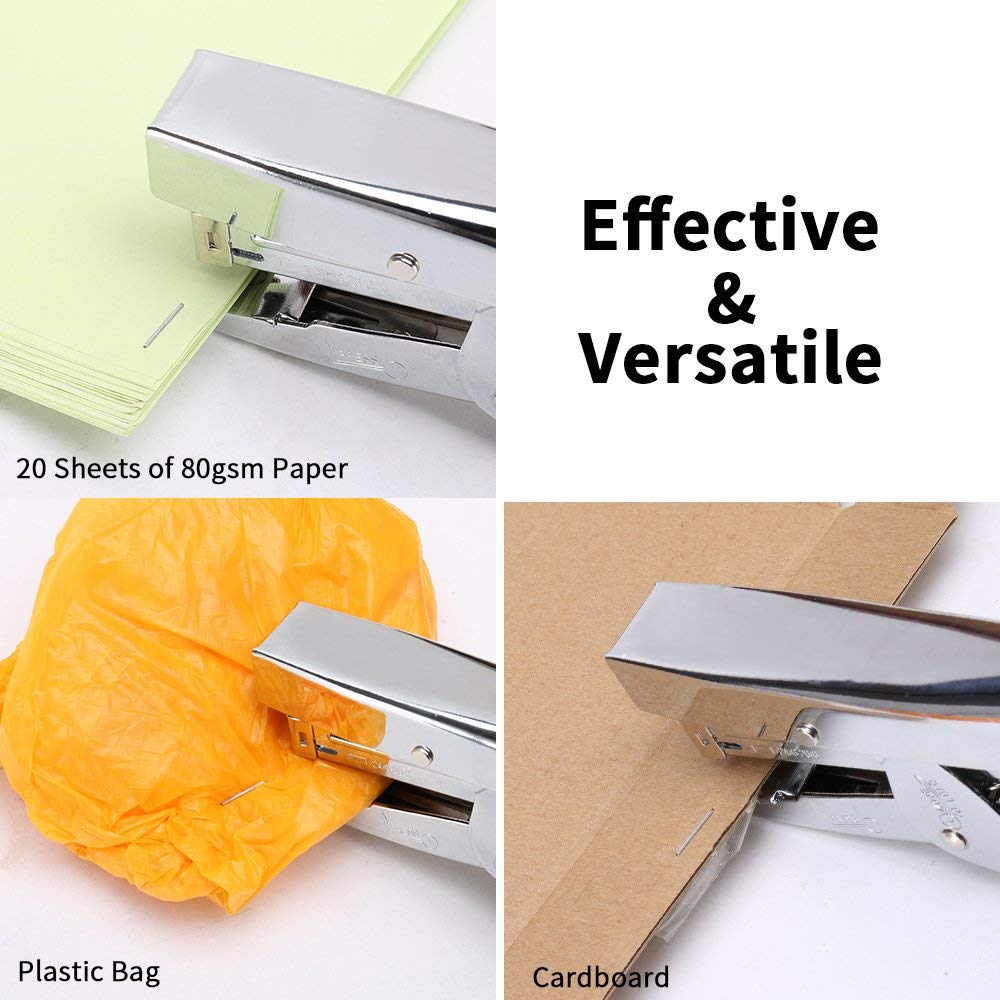 Effective
&
Versatile
20 Sheets of 80gsm Paper
Plastic Bag
Cardboard